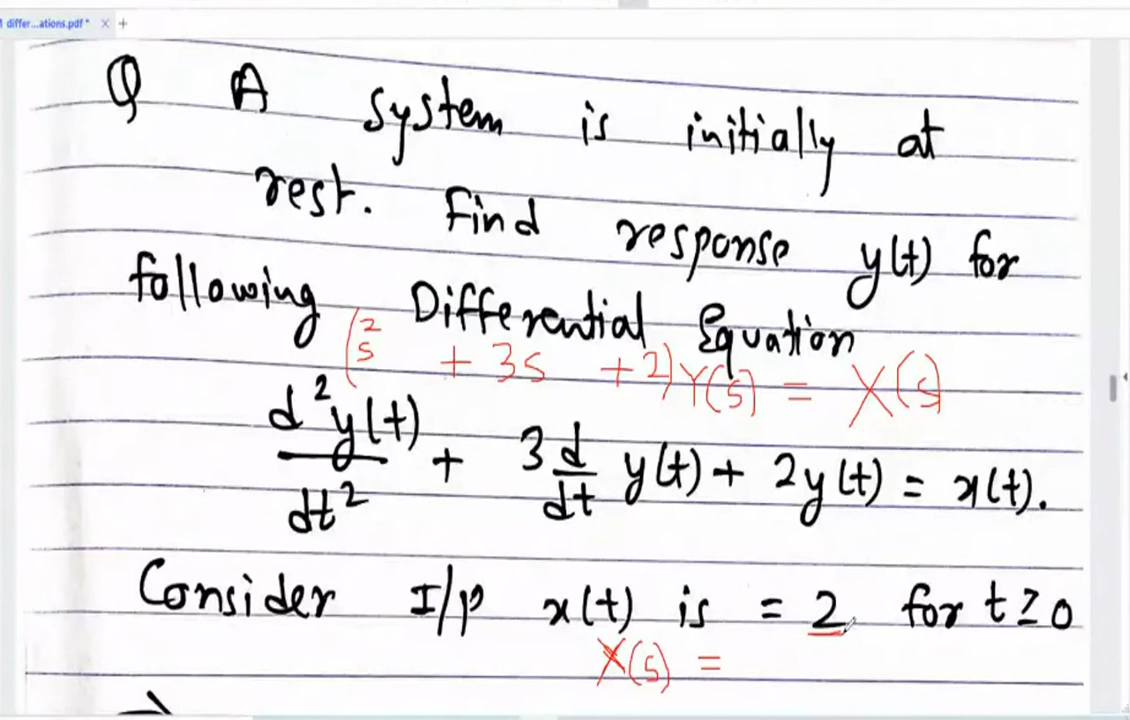 differ...ations.pdf* × +
Q A system is initially at
rest. Find response y(t) for
following Differential Equation
(s² + 3s + 2)Y(s) = X(s)
d²y(t)/dt² + 3 d/dt y(t) + 2y(t) = x(t).
Consider I/p x(t) is = 2 for t ≥ 0
X(s) =